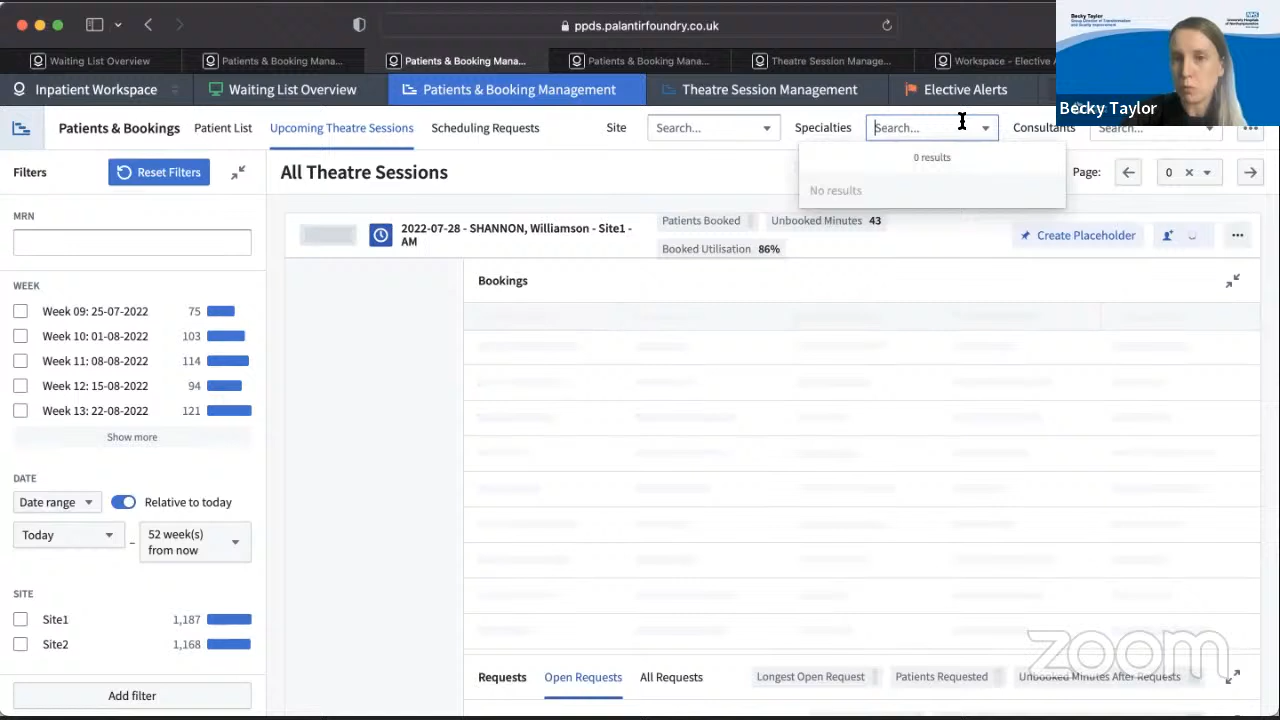 ppds.palantirfoundry.co.uk
Waiting List Overview
Patients & Booking Mana...
Patients & Booking Mana...
Patients & Booking Mana...
Theatre Session Manage...
Workspace - Elective A
Inpatient Workspace
Waiting List Overview
Patients & Booking Management
Theatre Session Management
Elective Alerts
Becky Taylor
NHS
Becky Taylor
Patients & Bookings
Patient List
Upcoming Theatre Sessions
Scheduling Requests
Site
Search...
Specialties
Search...
Consultants
Search...
0 results
No results
Filters
Reset Filters
All Theatre Sessions
Page:
0
MRN
2022-07-28 - SHANNON, Williamson - Site1 -
AM
Patients Booked
Unbooked Minutes 43
Booked Utilisation 86%
Create Placeholder
WEEK
Week 09: 25-07-2022 75
Week 10: 01-08-2022 103
Week 11: 08-08-2022 114
Week 12: 15-08-2022 94
Week 13: 22-08-2022 121
Show more
Bookings
DATE
Date range
Relative to today
Today
-
52 week(s)
from now
SITE
Site1 1,187
Site2 1,168
Add filter
Requests
Open Requests
All Requests
Longest Open Request
Patients Requested
Unbooked Minutes After Requests
zoom